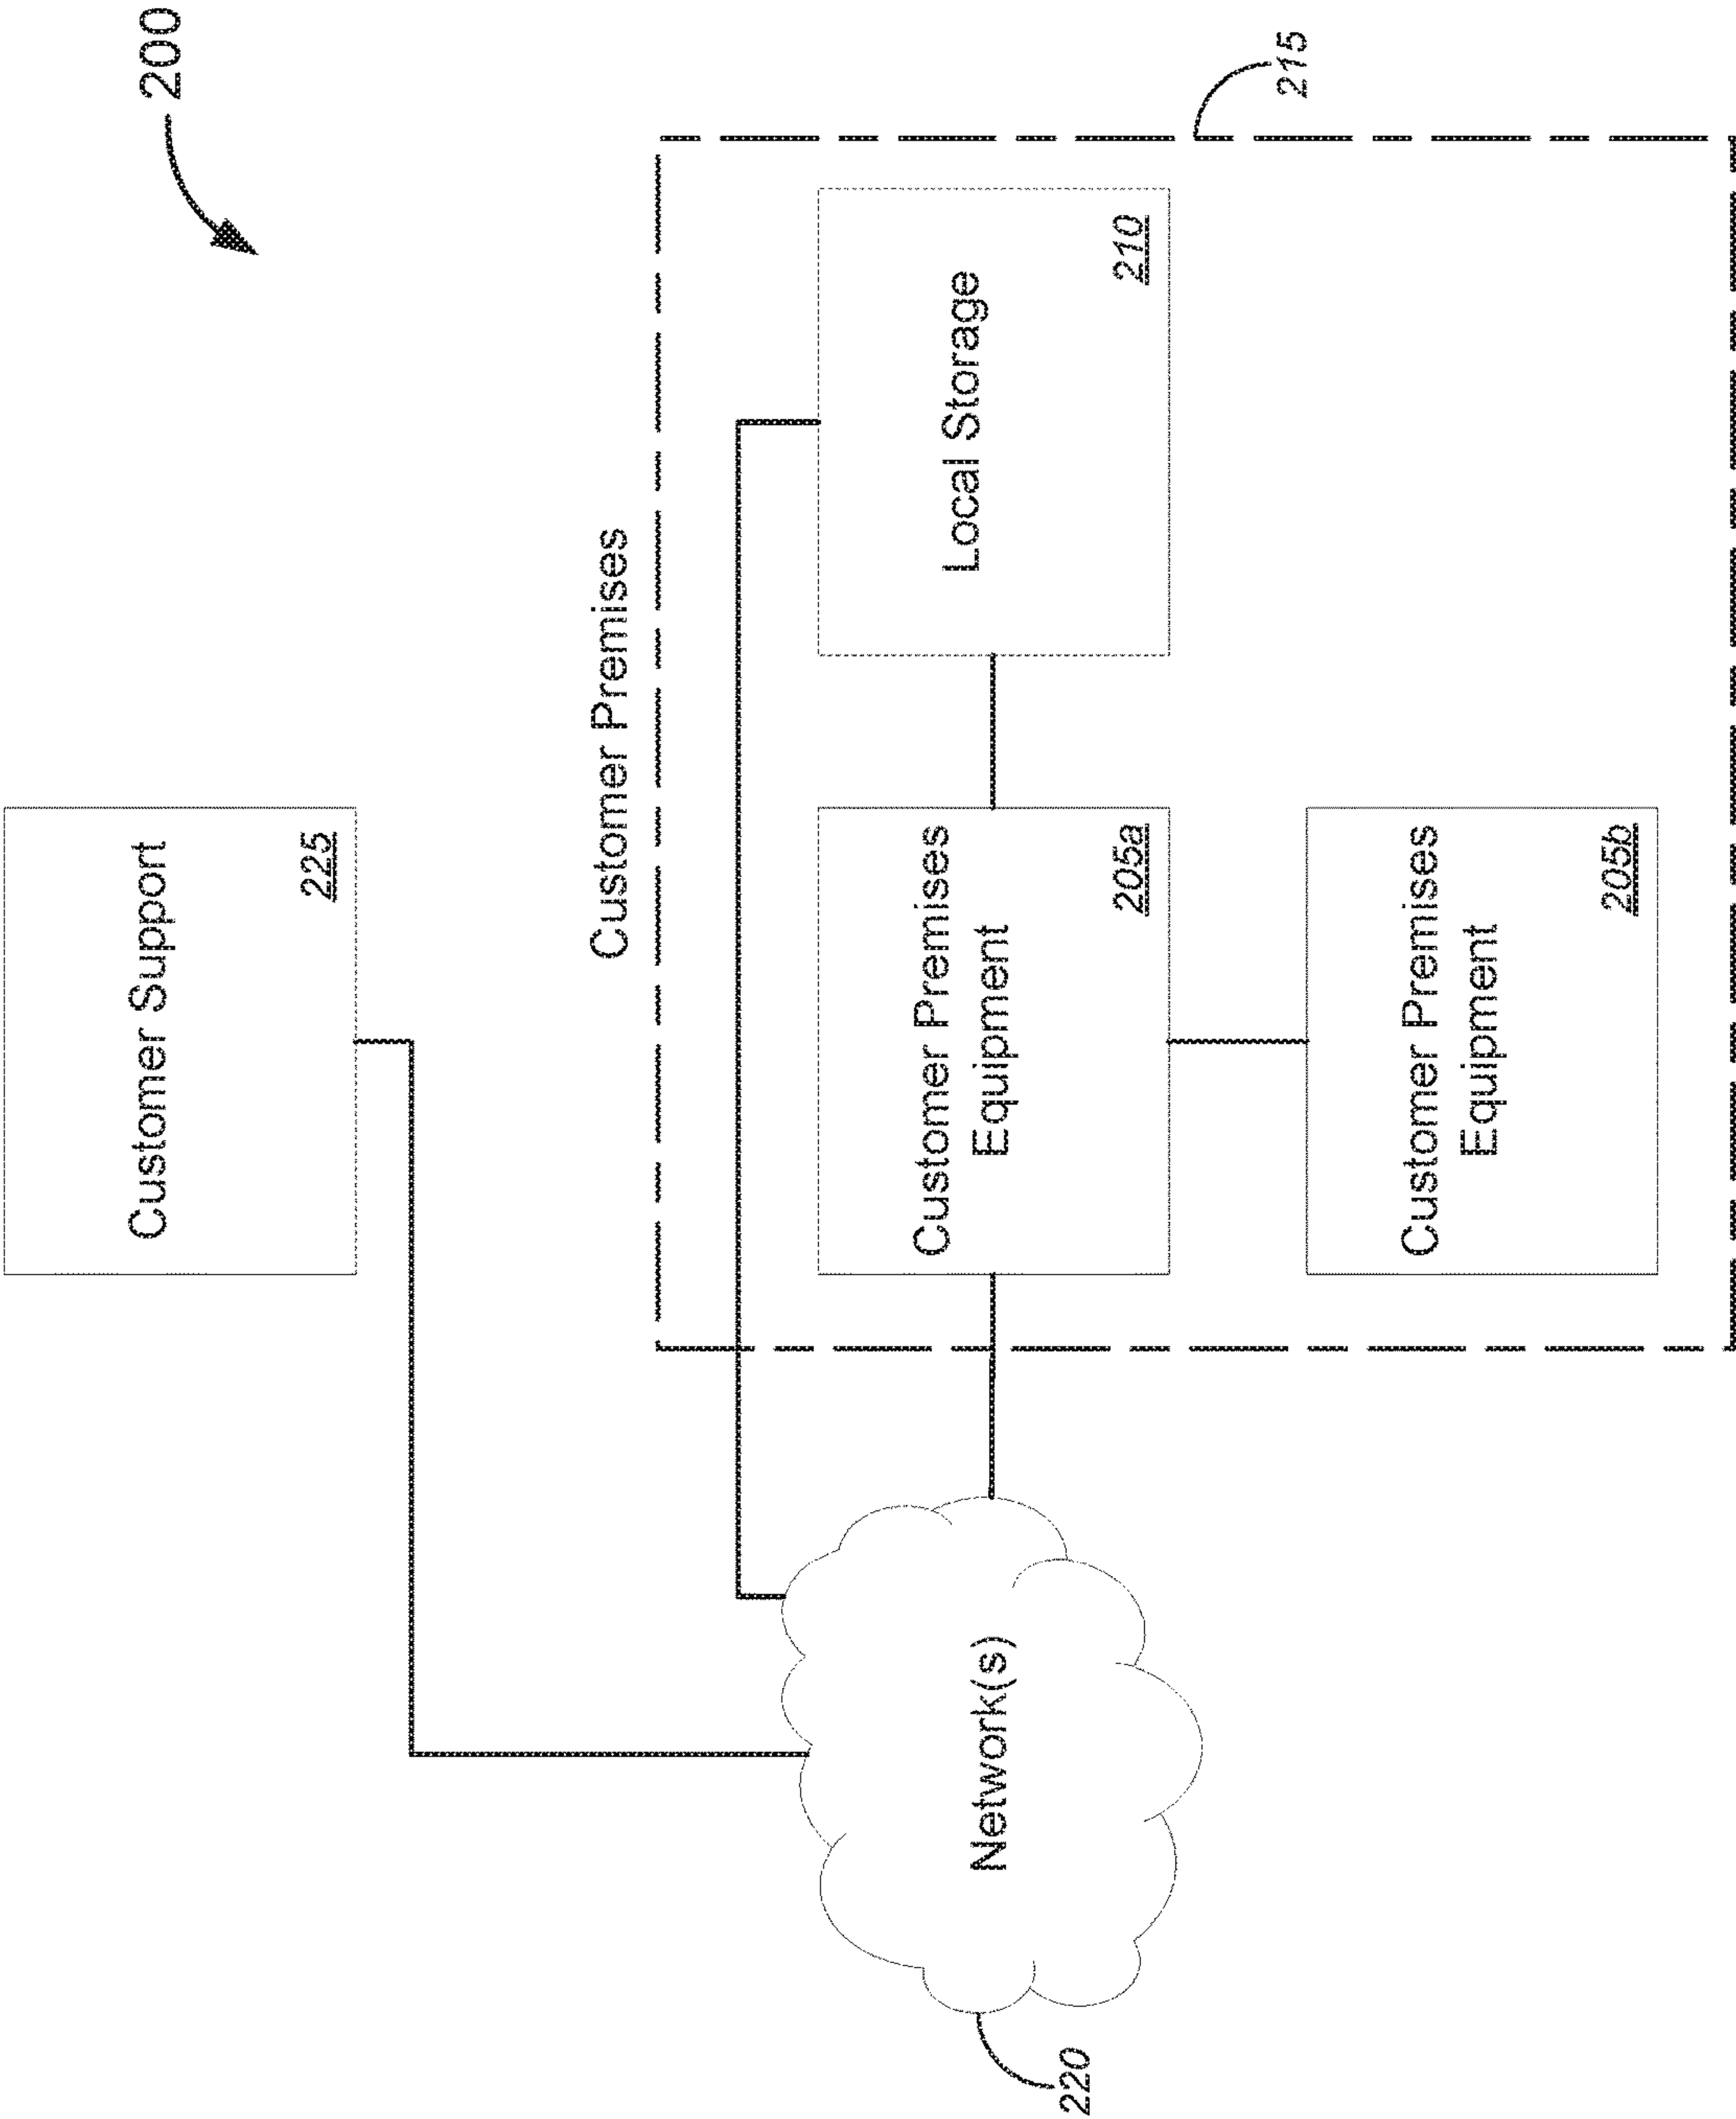 200
Customer Support
225
Customer Premises
Customer Premises
Equipment
205a
Local Storage
210
Network(s)
220
Customer Premises
Equipment
205b
215